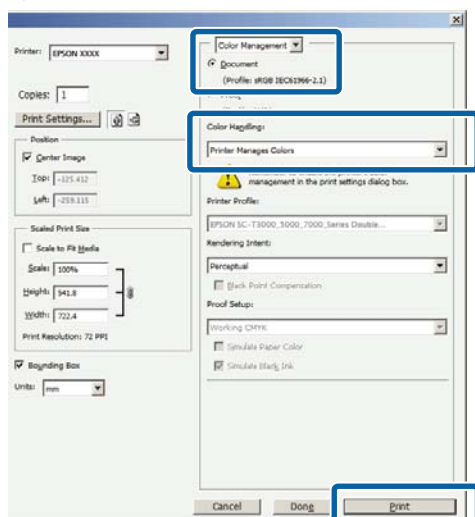 Printer: EPSON XXXX
Copies: 1
Print Settings...
Position
Center Image
Top: -125.412
Left: -259.115
Scaled Print Size
Scale to Fit Media
Scale: 100%
Height: 541.8
Width: 722.4
Print Resolution: 72 PPI
Bounding Box
Units: mm
Color Management
Document
(Profile: sRGB IEC61966-2.1)
Color Handling:
Printer Manages Colors
management in the print settings dialog box.
Printer Profile:
EPSON SC-T3000_5000_7000_Series Double...
Rendering Intent:
Perceptual
Black Point Compensation
Proof Setup:
Working CMYK
Simulate Paper Color
Simulate Black Ink
Cancel
Done
Print